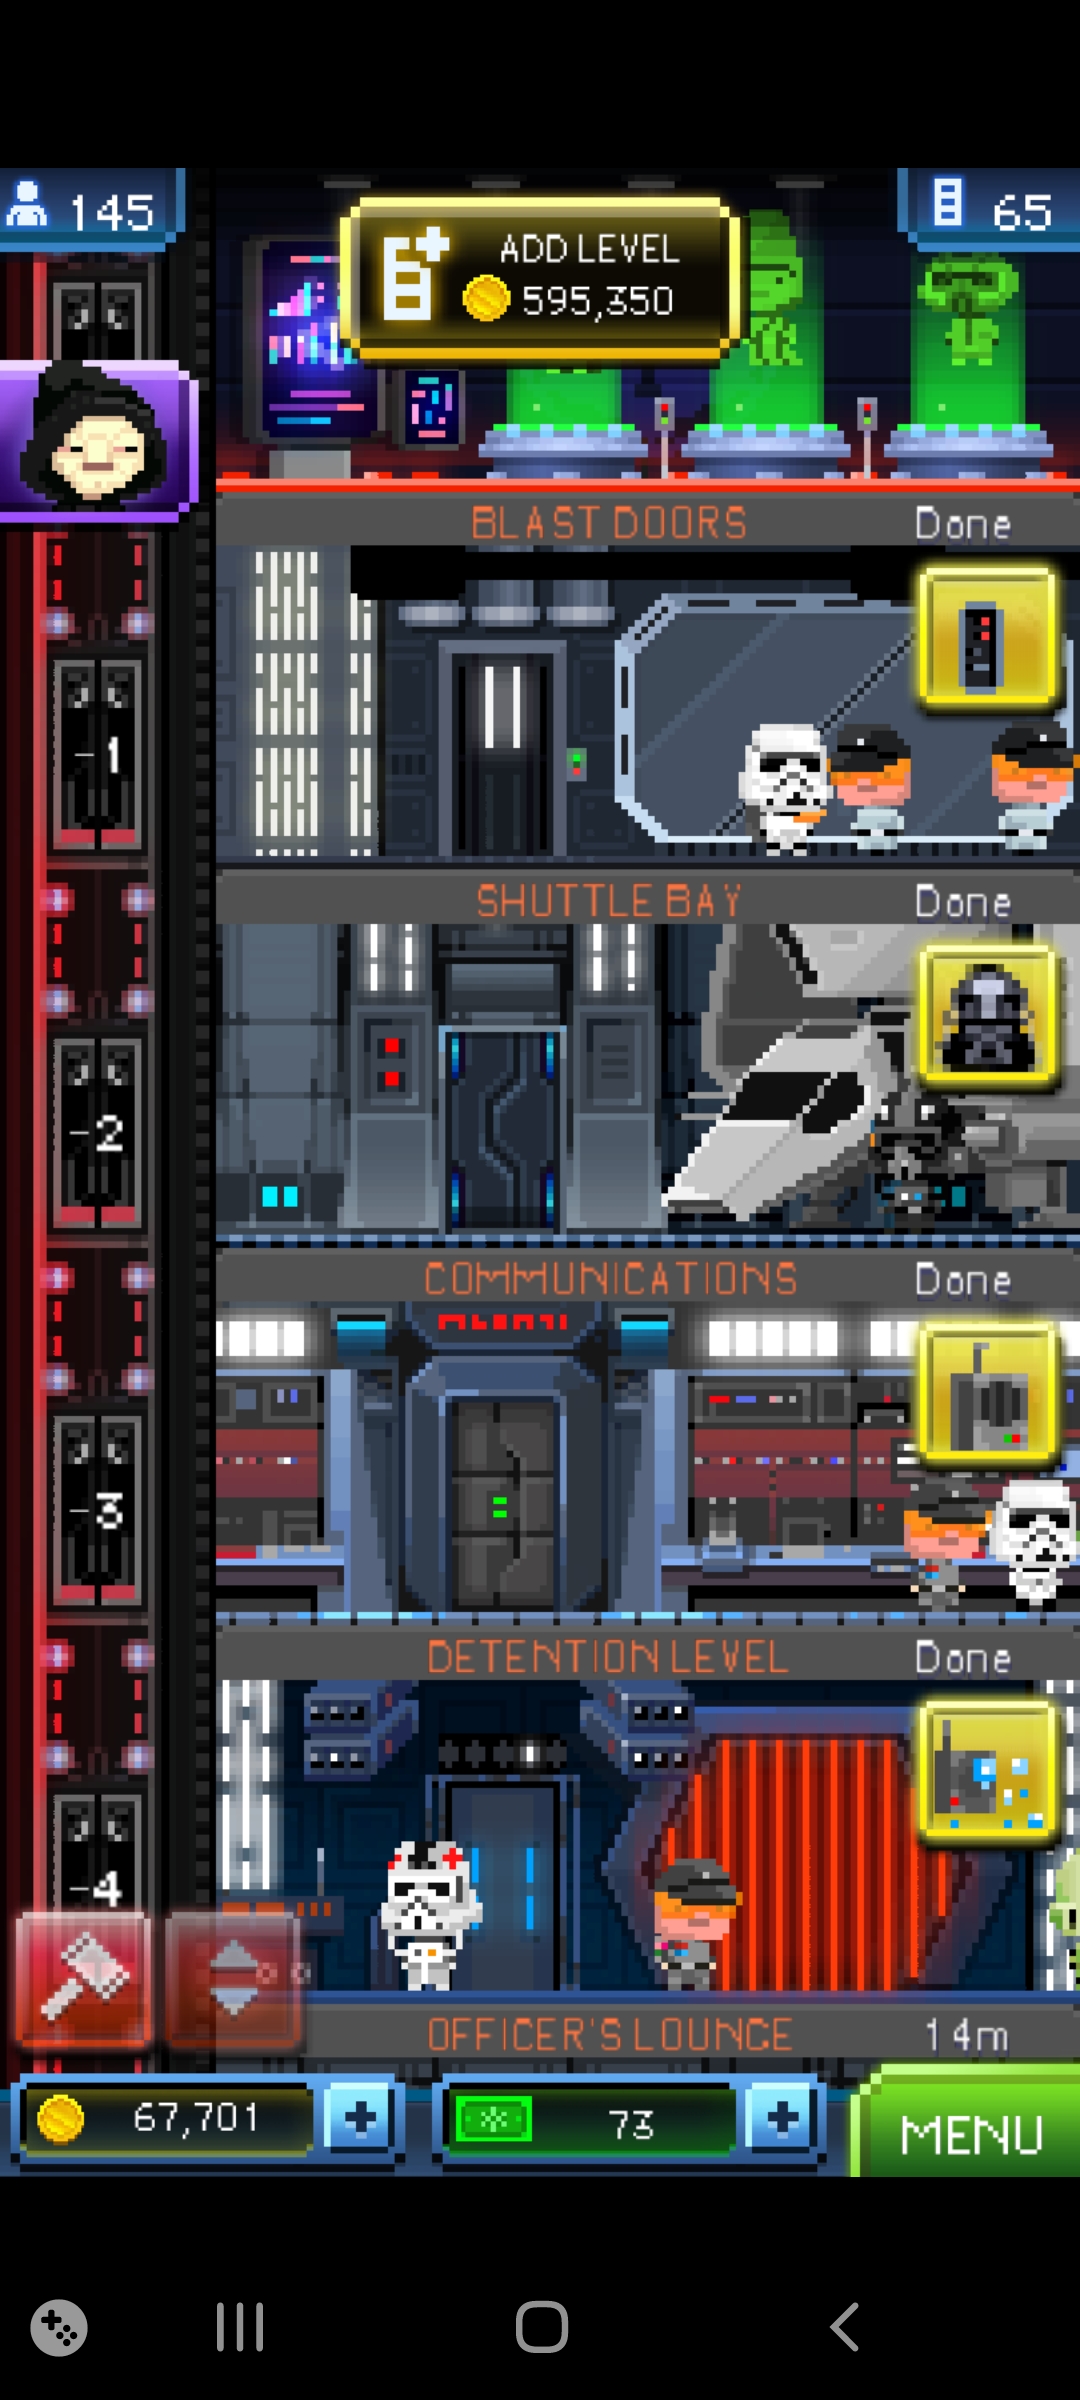 145
ADD LEVEL
595,350
65
BLAST DOORS Done
-1
SHUTTLE BAY Done
-2
COMMUNICATIONS Done
-3
DETENTION LEVEL Done
-4
OFFICER'S LOUNGE 14m
67,701
73
MENU